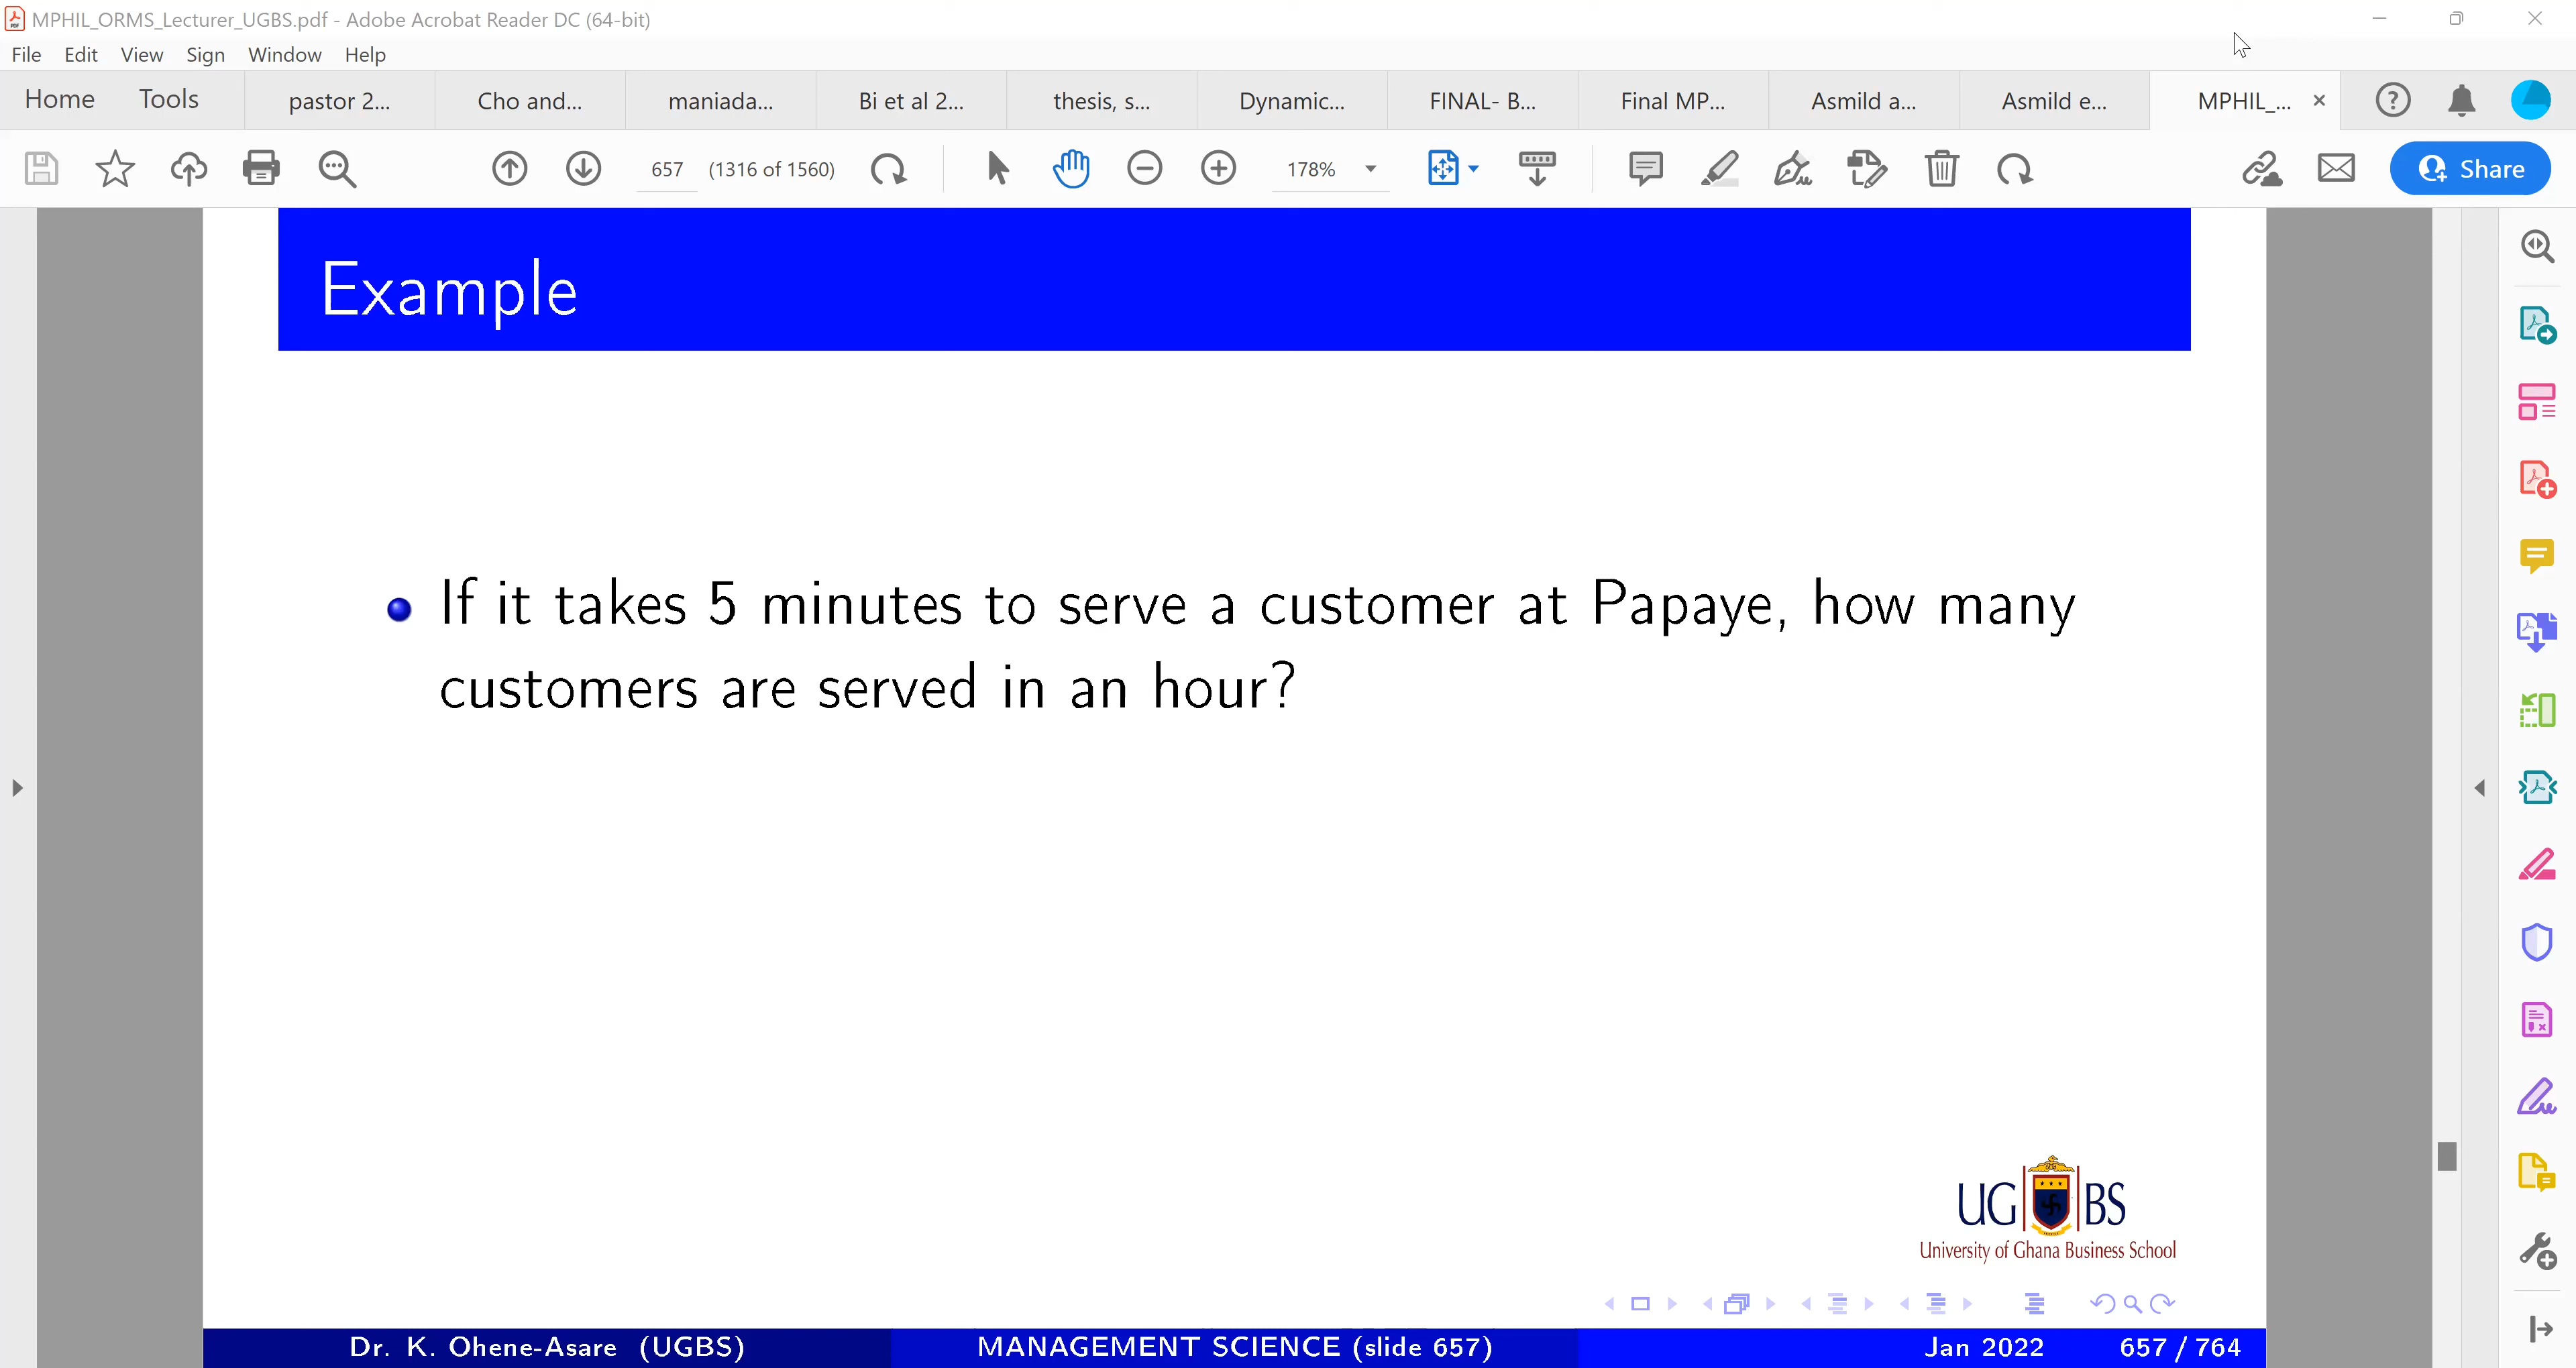 MPHIL_ORMS_Lecturer_UGBS.pdf - Adobe Acrobat Reader DC (64-bit)
File Edit View Sign Window Help
Home Tools pastor 2... Cho and... maniada... Bi et al 2... thesis, s... Dynamic... FINAL- B... Final MP... Asmild a... Asmild e... MPHIL_...
657 (1316 of 1560) 178% Share
Example
If it takes 5 minutes to serve a customer at Papaye, how many
customers are served in an hour?
UG BS
University of Ghana Business School
Dr. K. Ohene-Asare (UGBS) MANAGEMENT SCIENCE (slide 657) Jan 2022 657 / 764